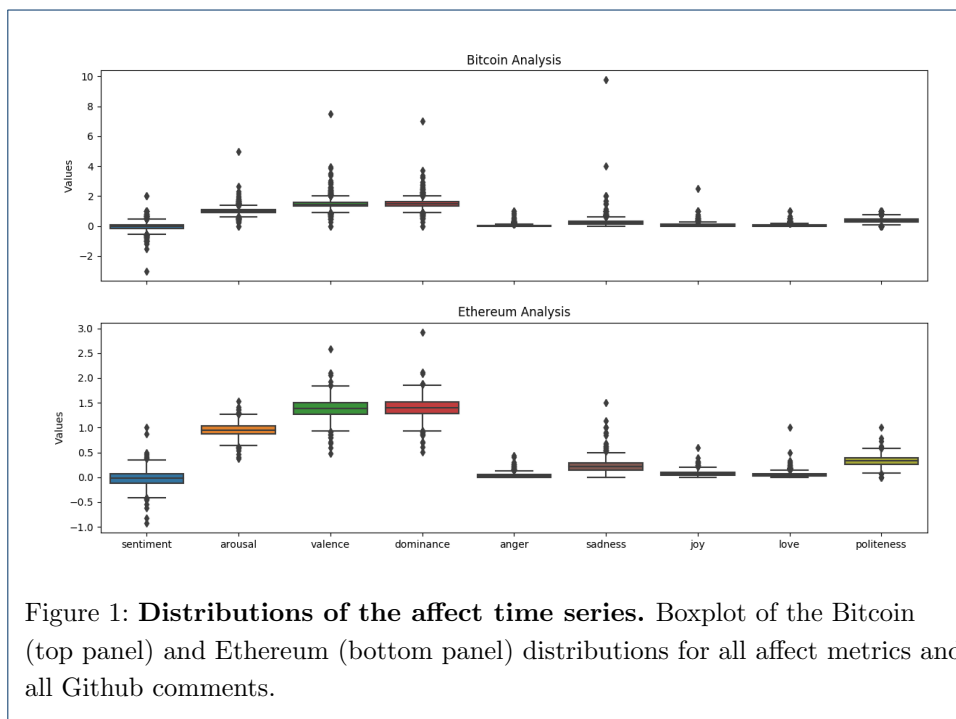 Bitcoin Analysis
10
8
6
4
2
0
−2
Values
Ethereum Analysis
3.0
2.5
2.0
1.5
1.0
0.5
0.0
−0.5
−1.0
Values
sentiment arousal valence dominance anger sadness joy love politeness
Figure 1: Distributions of the affect time series. Boxplot of the Bitcoin
(top panel) and Ethereum (bottom panel) distributions for all affect metrics and
all Github comments.